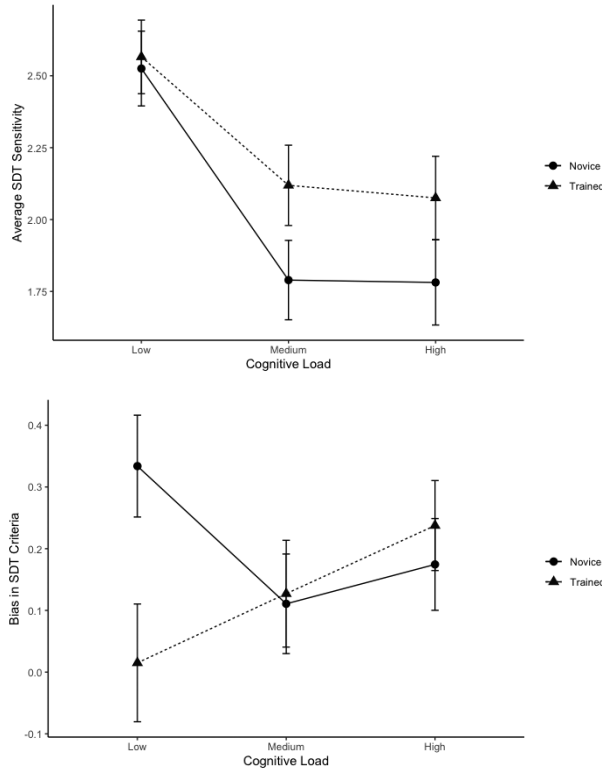 Average SDT Sensitivity
2.50
2.25
2.00
1.75
Low
Medium
High
Cognitive Load
Novice
Trained
Bias in SDT Criteria
0.4
0.3
0.2
0.1
0.0
-0.1
Low
Medium
High
Cognitive Load
Novice
Trained